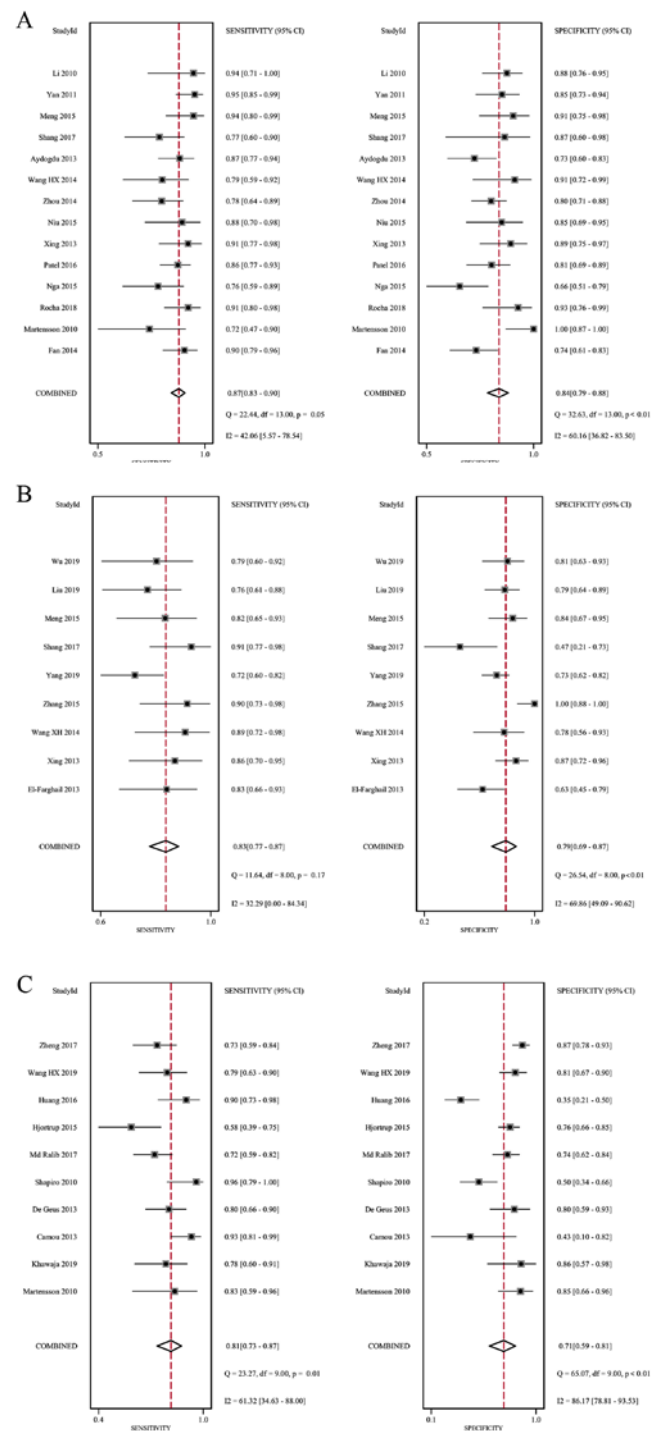 A
StudyId SENSITIVITY (95% CI) StudyId SPECIFICITY (95% CI)
Li 2010 0.94 [0.71 - 1.00] Li 2010 0.88 [0.76 - 0.95]
Yan 2011 0.95 [0.85 - 0.99] Yan 2011 0.85 [0.73 - 0.94]
Meng 2015 0.94 [0.80 - 0.99] Meng 2015 0.91 [0.75 - 0.98]
Shang 2017 0.77 [0.60 - 0.90] Shang 2017 0.87 [0.60 - 0.98]
Aydogdu 2013 0.87 [0.77 - 0.94] Aydogdu 2013 0.73 [0.60 - 0.83]
Wang HX 2014 0.79 [0.59 - 0.92] Wang HX 2014 0.91 [0.72 - 0.99]
Zhou 2014 0.78 [0.64 - 0.89] Zhou 2014 0.80 [0.71 - 0.88]
Niu 2015 0.88 [0.70 - 0.98] Niu 2015 0.85 [0.69 - 0.95]
Xing 2013 0.91 [0.77 - 0.98] Xing 2013 0.89 [0.75 - 0.97]
Patel 2016 0.86 [0.77 - 0.93] Patel 2016 0.81 [0.69 - 0.89]
Nga 2015 0.76 [0.59 - 0.89] Nga 2015 0.66 [0.51 - 0.79]
Rocha 2018 0.91 [0.80 - 0.98] Rocha 2018 0.93 [0.76 - 0.99]
Martensson 2010 0.72 [0.47 - 0.90] Martensson 2010 1.00 [0.87 - 1.00]
Fan 2014 0.90 [0.79 - 0.96] Fan 2014 0.74 [0.61 - 0.83]
COMBINED 0.87[0.83 - 0.90] COMBINED 0.84[0.79 - 0.88]
Q = 22.44, df = 13.00, p = 0.05 Q = 32.63, df = 13.00, p < 0.01
I2 = 42.06 [5.57 - 78.54] I2 = 60.16 [36.82 - 83.50]
0.5 1.0 0.5 1.0
B
StudyId SENSITIVITY (95% CI) StudyId SPECIFICITY (95% CI)
Wu 2019 0.79 [0.60 - 0.92] Wu 2019 0.81 [0.63 - 0.93]
Liu 2019 0.76 [0.61 - 0.88] Liu 2019 0.79 [0.64 - 0.89]
Meng 2015 0.82 [0.65 - 0.93] Meng 2015 0.84 [0.67 - 0.95]
Shang 2017 0.91 [0.77 - 0.98] Shang 2017 0.47 [0.21 - 0.73]
Yang 2019 0.72 [0.60 - 0.82] Yang 2019 0.73 [0.62 - 0.82]
Zhang 2015 0.90 [0.73 - 0.98] Zhang 2015 1.00 [0.88 - 1.00]
Wang XH 2014 0.89 [0.72 - 0.98] Wang XH 2014 0.78 [0.56 - 0.93]
Xing 2013 0.86 [0.70 - 0.95] Xing 2013 0.87 [0.72 - 0.96]
El-Farghail 2013 0.83 [0.66 - 0.93] El-Farghail 2013 0.63 [0.45 - 0.79]
COMBINED 0.83[0.77 - 0.87] COMBINED 0.79[0.69 - 0.87]
Q = 11.64, df = 8.00, p = 0.17 Q = 26.54, df = 8.00, p<0.01
I2 = 32.29 [0.00 - 84.34] I2 = 69.86 [49.09 - 90.62]
0.6 1.0 0.2 1.0
SENSITIVITY SPECIFICITY
C
StudyId SENSITIVITY (95% CI) StudyId SPECIFICITY (95% CI)
Zheng 2017 0.73 [0.59 - 0.84] Zheng 2017 0.87 [0.78 - 0.93]
Wang HX 2019 0.79 [0.63 - 0.90] Wang HX 2019 0.81 [0.67 - 0.90]
Huang 2016 0.90 [0.73 - 0.98] Huang 2016 0.35 [0.21 - 0.50]
Hjortrup 2015 0.58 [0.39 - 0.75] Hjortrup 2015 0.76 [0.66 - 0.85]
Md Ralib 2017 0.72 [0.59 - 0.82] Md Ralib 2017 0.74 [0.62 - 0.84]
Shapiro 2010 0.96 [0.79 - 1.00] Shapiro 2010 0.50 [0.34 - 0.66]
De Geus 2013 0.80 [0.66 - 0.90] De Geus 2013 0.80 [0.59 - 0.93]
Camou 2013 0.93 [0.81 - 0.99] Camou 2013 0.43 [0.10 - 0.82]
Khawaja 2019 0.78 [0.60 - 0.91] Khawaja 2019 0.86 [0.57 - 0.98]
Martensson 2010 0.83 [0.59 - 0.96] Martensson 2010 0.85 [0.66 - 0.96]
COMBINED 0.81[0.73 - 0.87] COMBINED 0.71[0.59 - 0.81]
Q = 23.27, df = 9.00, p = 0.01 Q = 65.07, df = 9.00, p < 0.01
I2 = 61.32 [34.63 - 88.00] I2 = 86.17 [78.81 - 93.53]
0.4 1.0 0.1 1.0
SENSITIVITY SPECIFICITY